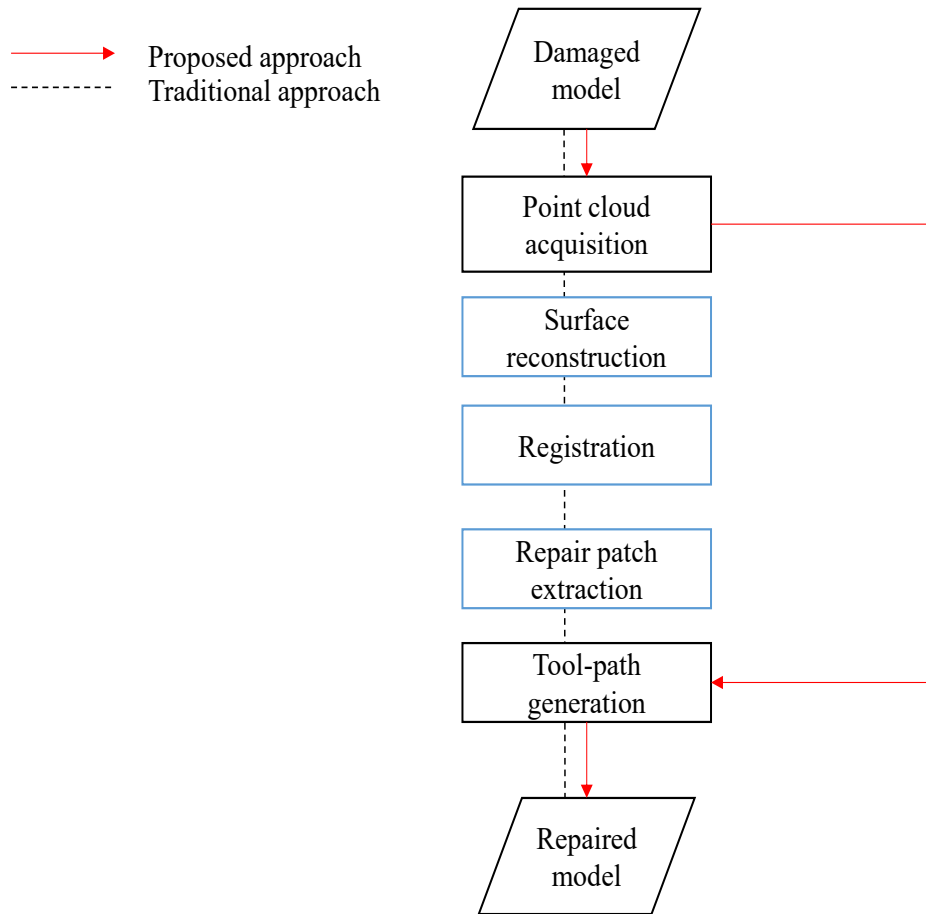 Proposed approach
Traditional approach
Damaged
model
Point cloud
acquisition
Surface
reconstruction
Registration
Repair patch
extraction
Tool-path
generation
Repaired
model